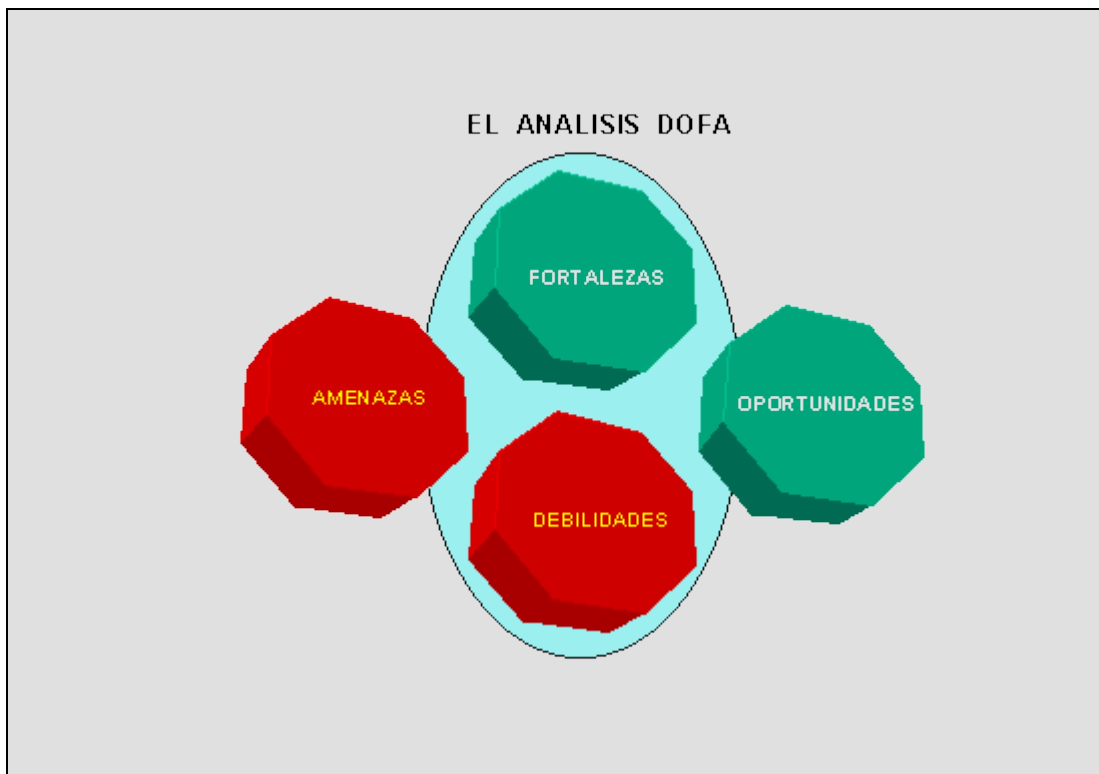 EL ANALISIS DOFA
FORTALEZAS
AMENAZAS
OPORTUNIDADES
DEBILIDADES